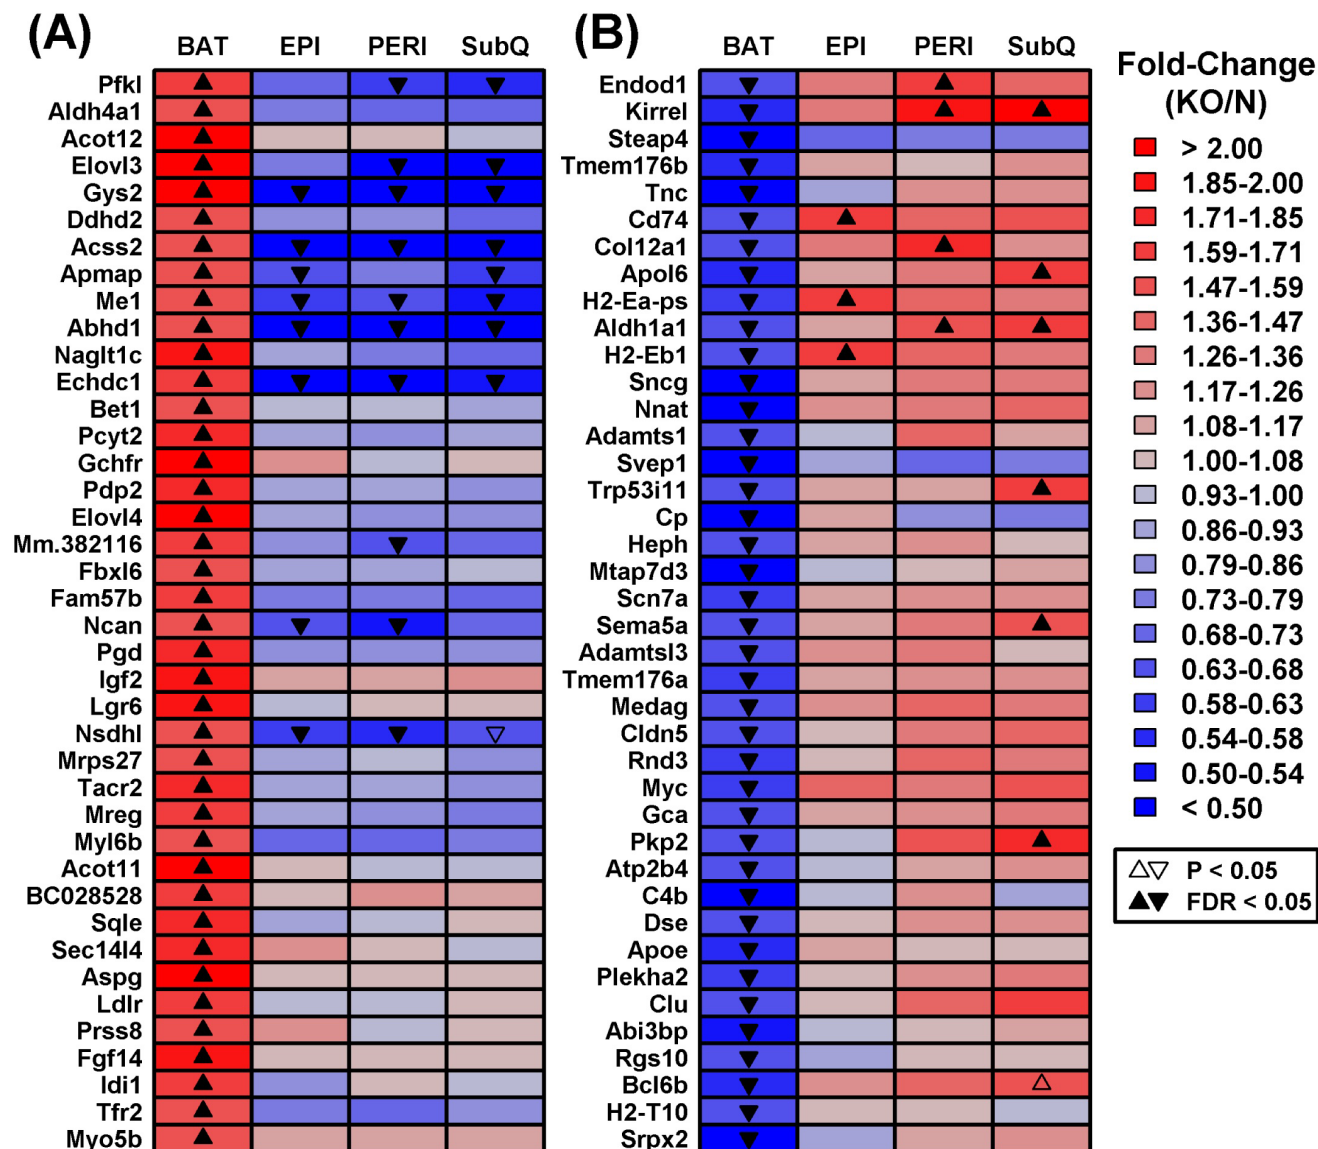 (A)
BAT EPI PERI SubQ
Pfkl
Aldh4a1
Acot12
Elovl3
Gys2
Ddhd2
Acss2
Apmap
Me1
Abhd1
Naglt1c
Echdc1
Bet1
Pcyt2
Gchfr
Pdp2
Elovl4
Mm.382116
Fbxl6
Fam57b
Ncan
Pgd
Igf2
Lgr6
Nsdhl
Mrps27
Tacr2
Mreg
Myl6b
Acot11
BC028528
Sqle
Sec14l4
Aspg
Ldlr
Prss8
Fgf14
Idi1
Tfr2
Myo5b
(B)
BAT EPI PERI SubQ
Endod1
Kirrel
Steap4
Tmem176b
Tnc
Cd74
Col12a1
Apol6
H2-Ea-ps
Aldh1a1
H2-Eb1
Sncg
Nnat
Adamts1
Svep1
Trp53i11
Cp
Heph
Mtap7d3
Scn7a
Sema5a
Adamtsl3
Tmem176a
Medag
Cldn5
Rnd3
Myc
Gca
Pkp2
Atp2b4
C4b
Dse
Apoe
Plekha2
Clu
Abi3bp
Rgs10
Bcl6b
H2-T10
Srpx2
Fold-Change
(KO/N)
> 2.00
1.85-2.00
1.71-1.85
1.59-1.71
1.47-1.59
1.36-1.47
1.26-1.36
1.17-1.26
1.08-1.17
1.00-1.08
0.93-1.00
0.86-0.93
0.79-0.86
0.73-0.79
0.68-0.73
0.63-0.68
0.58-0.63
0.54-0.58
0.50-0.54
< 0.50
P < 0.05
FDR < 0.05